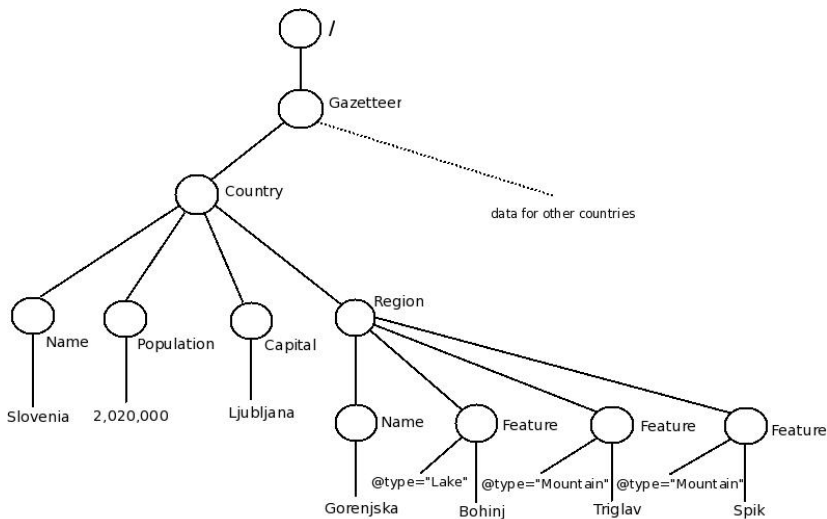 /
Gazetteer
Country
data for other countries
Region
Name
Population
Capital
Slovenia
2,020,000
Ljubljana
Name
Feature
Feature
Feature
@type="Lake"
@type="Mountain"
@type="Mountain"
Gorenjska
Bohinj
Triglav
Spik